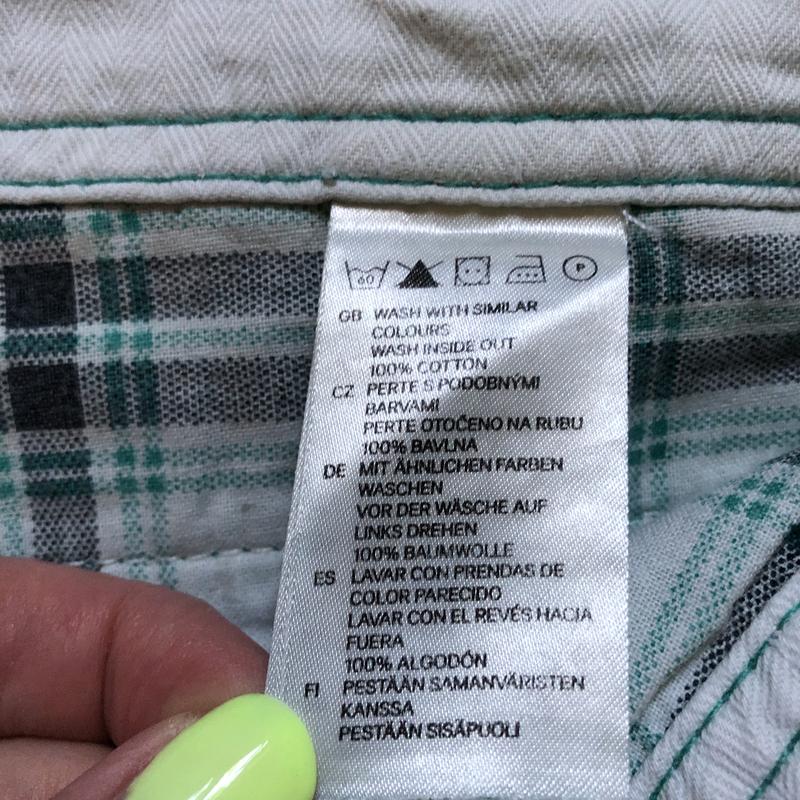 60 P
GB WASH WITH SIMILAR
COLOURS
WASH INSIDE OUT
100% COTTON
CZ PERTE S PODOBNÝMI
BARVAMI
PERTE OTOČENO NA RUBU
100% BAVLNA
DE MIT ÄHNLICHEN FARBEN
WASCHEN
VOR DER WÄSCHE AUF
LINKS DREHEN
100% BAUMWOLLE
ES LAVAR CON PRENDAS DE
COLOR PARECIDO
LAVAR CON EL REVÉS HACIA
FUERA
100% ALGODÓN
FI PESTÄÄN SAMANVÄRISTEN
KANSSA
PESTÄÄN SISÄPUOLI